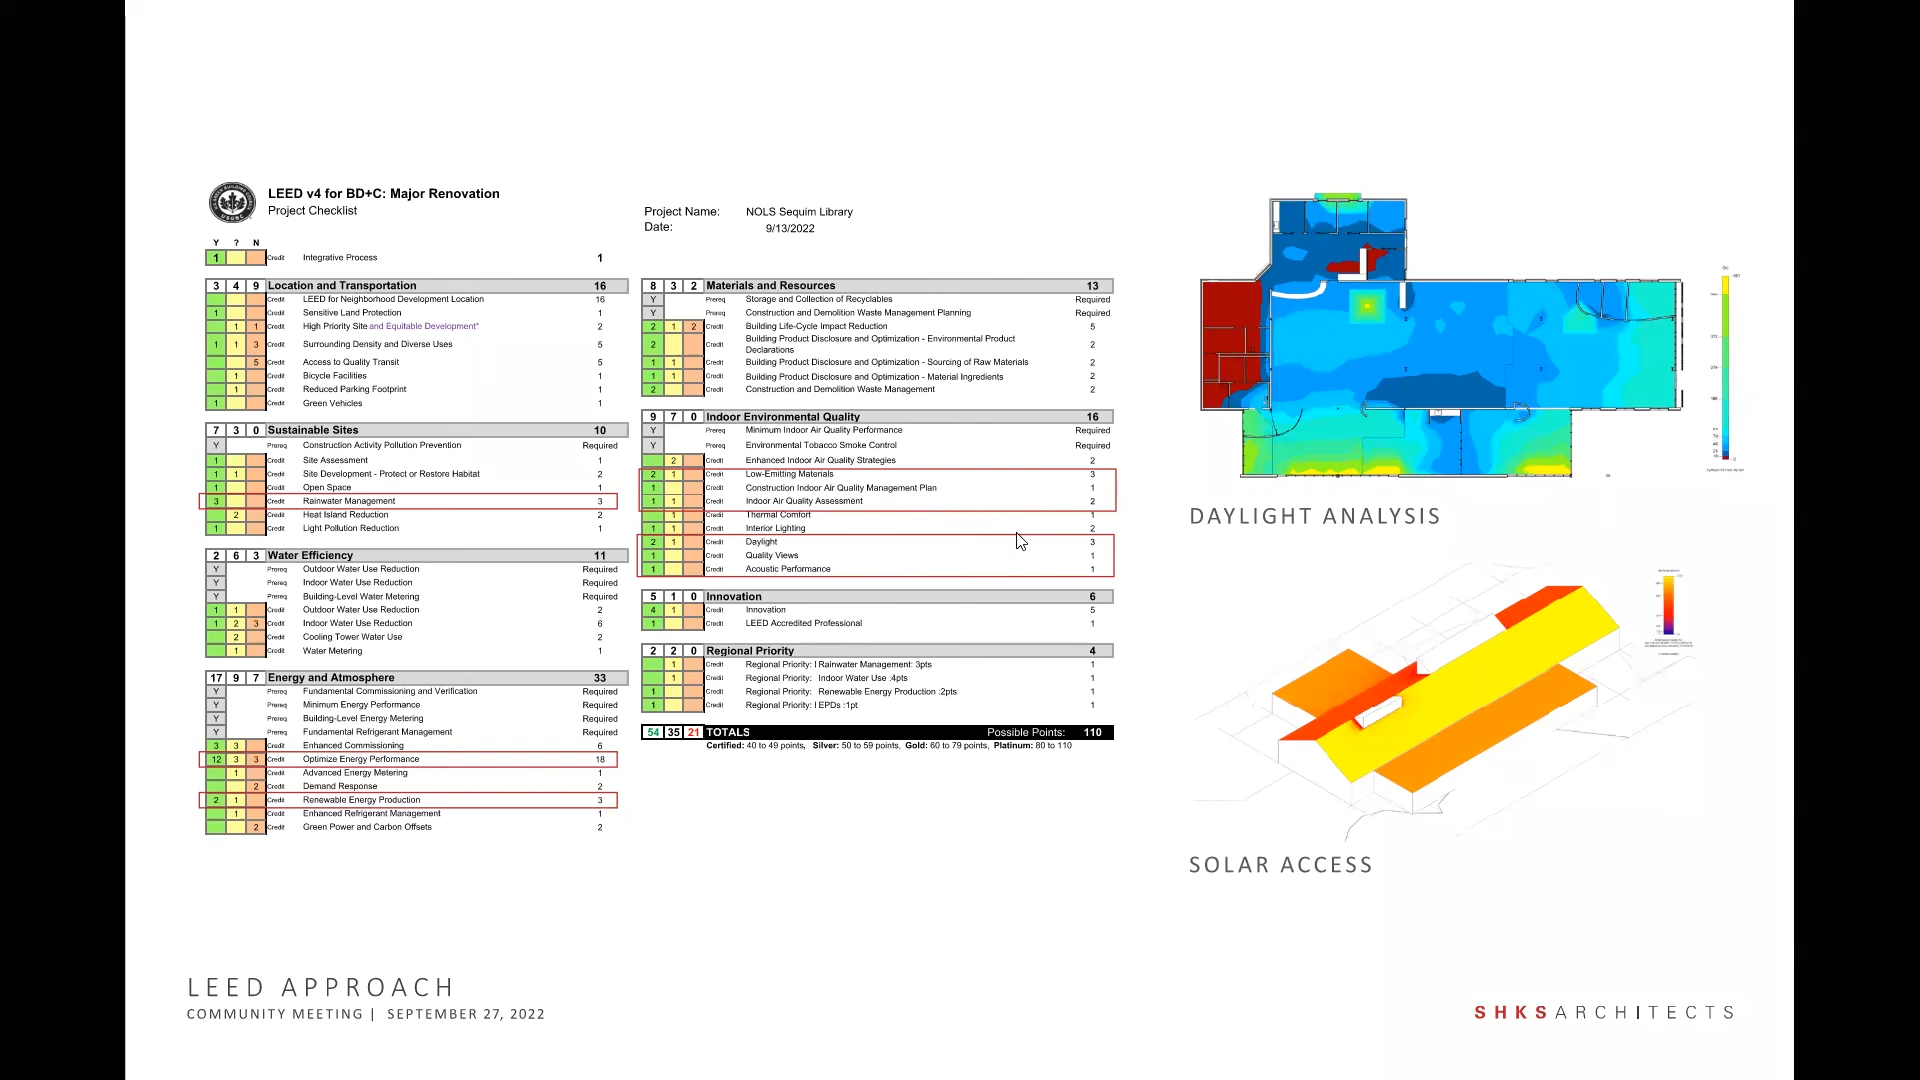 LEED v4 for BD+C: Major Renovation
Project Checklist
Project Name: NOLS Sequim Library
Date: 9/13/2022
Y ? N
1 Credit Integrative Process 1
3 4 9 Location and Transportation 16
Credit LEED for Neighborhood Development Location 16
1 Credit Sensitive Land Protection 1
1 1 Credit High Priority Site and Equitable Development* 2
1 1 3 Credit Surrounding Density and Diverse Uses 5
5 Credit Access to Quality Transit 5
1 Credit Bicycle Facilities 1
1 Credit Reduced Parking Footprint 1
1 Credit Green Vehicles 1
7 3 0 Sustainable Sites 10
Y Prereq Construction Activity Pollution Prevention Required
1 Credit Site Assessment 1
1 1 Credit Site Development - Protect or Restore Habitat 2
1 Credit Open Space 1
3 Credit Rainwater Management 3
2 Credit Heat Island Reduction 2
1 Credit Light Pollution Reduction 1
2 6 3 Water Efficiency 11
Y Prereq Outdoor Water Use Reduction Required
Y Prereq Indoor Water Use Reduction Required
Y Prereq Building-Level Water Metering Required
1 1 Credit Outdoor Water Use Reduction 2
1 2 3 Credit Indoor Water Use Reduction 6
2 Credit Cooling Tower Water Use 2
1 Credit Water Metering 1
17 9 7 Energy and Atmosphere 33
Y Prereq Fundamental Commissioning and Verification Required
Y Prereq Minimum Energy Performance Required
Y Prereq Building-Level Energy Metering Required
Y Prereq Fundamental Refrigerant Management Required
3 3 Credit Enhanced Commissioning 6
12 3 3 Credit Optimize Energy Performance 18
1 Credit Advanced Energy Metering 1
2 Credit Demand Response 2
2 1 Credit Renewable Energy Production 3
1 Credit Enhanced Refrigerant Management 1
2 Credit Green Power and Carbon Offsets 2
8 3 2 Materials and Resources 13
Y Prereq Storage and Collection of Recyclables Required
Y Prereq Construction and Demolition Waste Management Planning Required
2 1 2 Credit Building Life-Cycle Impact Reduction 5
2 Credit Building Product Disclosure and Optimization - Environmental Product
Declarations 2
1 1 Credit Building Product Disclosure and Optimization - Sourcing of Raw Materials 2
1 1 Credit Building Product Disclosure and Optimization - Material Ingredients 2
2 Credit Construction and Demolition Waste Management 2
9 7 0 Indoor Environmental Quality 16
Y Prereq Minimum Indoor Air Quality Performance Required
Y Prereq Environmental Tobacco Smoke Control Required
2 Credit Enhanced Indoor Air Quality Strategies 2
2 1 Credit Low-Emitting Materials 3
1 Credit Construction Indoor Air Quality Management Plan 1
1 1 Credit Indoor Air Quality Assessment 2
1 Credit Thermal Comfort 1
1 1 Credit Interior Lighting 2
2 1 Credit Daylight 3
1 Credit Quality Views 1
1 Credit Acoustic Performance 1
5 1 0 Innovation 6
4 1 Credit Innovation 5
1 Credit LEED Accredited Professional 1
2 2 0 Regional Priority 4
1 Credit Regional Priority: I Rainwater Management: 3pts 1
1 Credit Regional Priority: Indoor Water Use :4pts 1
1 Credit Regional Priority: Renewable Energy Production :2pts 1
1 Credit Regional Priority: I EPDs :1pt 1
54 35 21 TOTALS Possible Points: 110
Certified: 40 to 49 points, Silver: 50 to 59 points, Gold: 60 to 79 points, Platinum: 80 to 110
DAYLIGHT ANALYSIS
SOLAR ACCESS
LEED APPROACH
COMMUNITY MEETING | SEPTEMBER 27, 2022
SHKSARCHITECTS